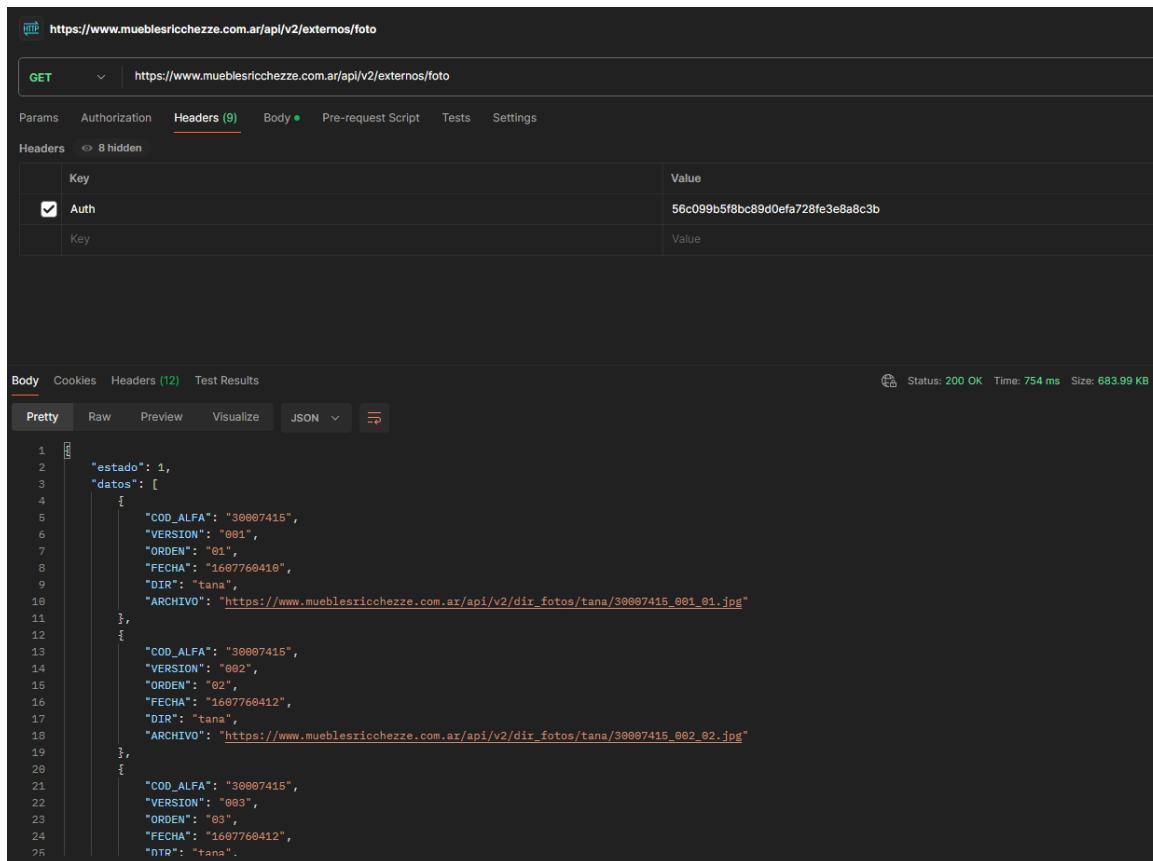 HTTP https://www.mueblesricchezze.com.ar/api/v2/externos/foto
GET https://www.mueblesricchezze.com.ar/api/v2/externos/foto
Params Authorization Headers (9) Body Pre-request Script Tests Settings
Headers 8 hidden
Key Value
Auth 56c099b5f8bc89d0efa728fe3e8a8c3b
Key Value
Body Cookies Headers (12) Test Results Status: 200 OK Time: 754 ms Size: 683.99 KB
Pretty Raw Preview Visualize JSON
1 {
2 "estado": 1,
3 "datos": [
4 {
5 "COD_ALFA": "30007415",
6 "VERSION": "001",
7 "ORDEN": "01",
8 "FECHA": "1607760410",
9 "DIR": "tana",
10 "ARCHIVO": "https://www.mueblesricchezze.com.ar/api/v2/dir_fotos/tana/30007415_001_01.jpg"
11 },
12 {
13 "COD_ALFA": "30007415",
14 "VERSION": "002",
15 "ORDEN": "02",
16 "FECHA": "1607760412",
17 "DIR": "tana",
18 "ARCHIVO": "https://www.mueblesricchezze.com.ar/api/v2/dir_fotos/tana/30007415_002_02.jpg"
19 },
20 {
21 "COD_ALFA": "30007415",
22 "VERSION": "003",
23 "ORDEN": "03",
24 "FECHA": "1607760412",
25 "DIR": "tana",